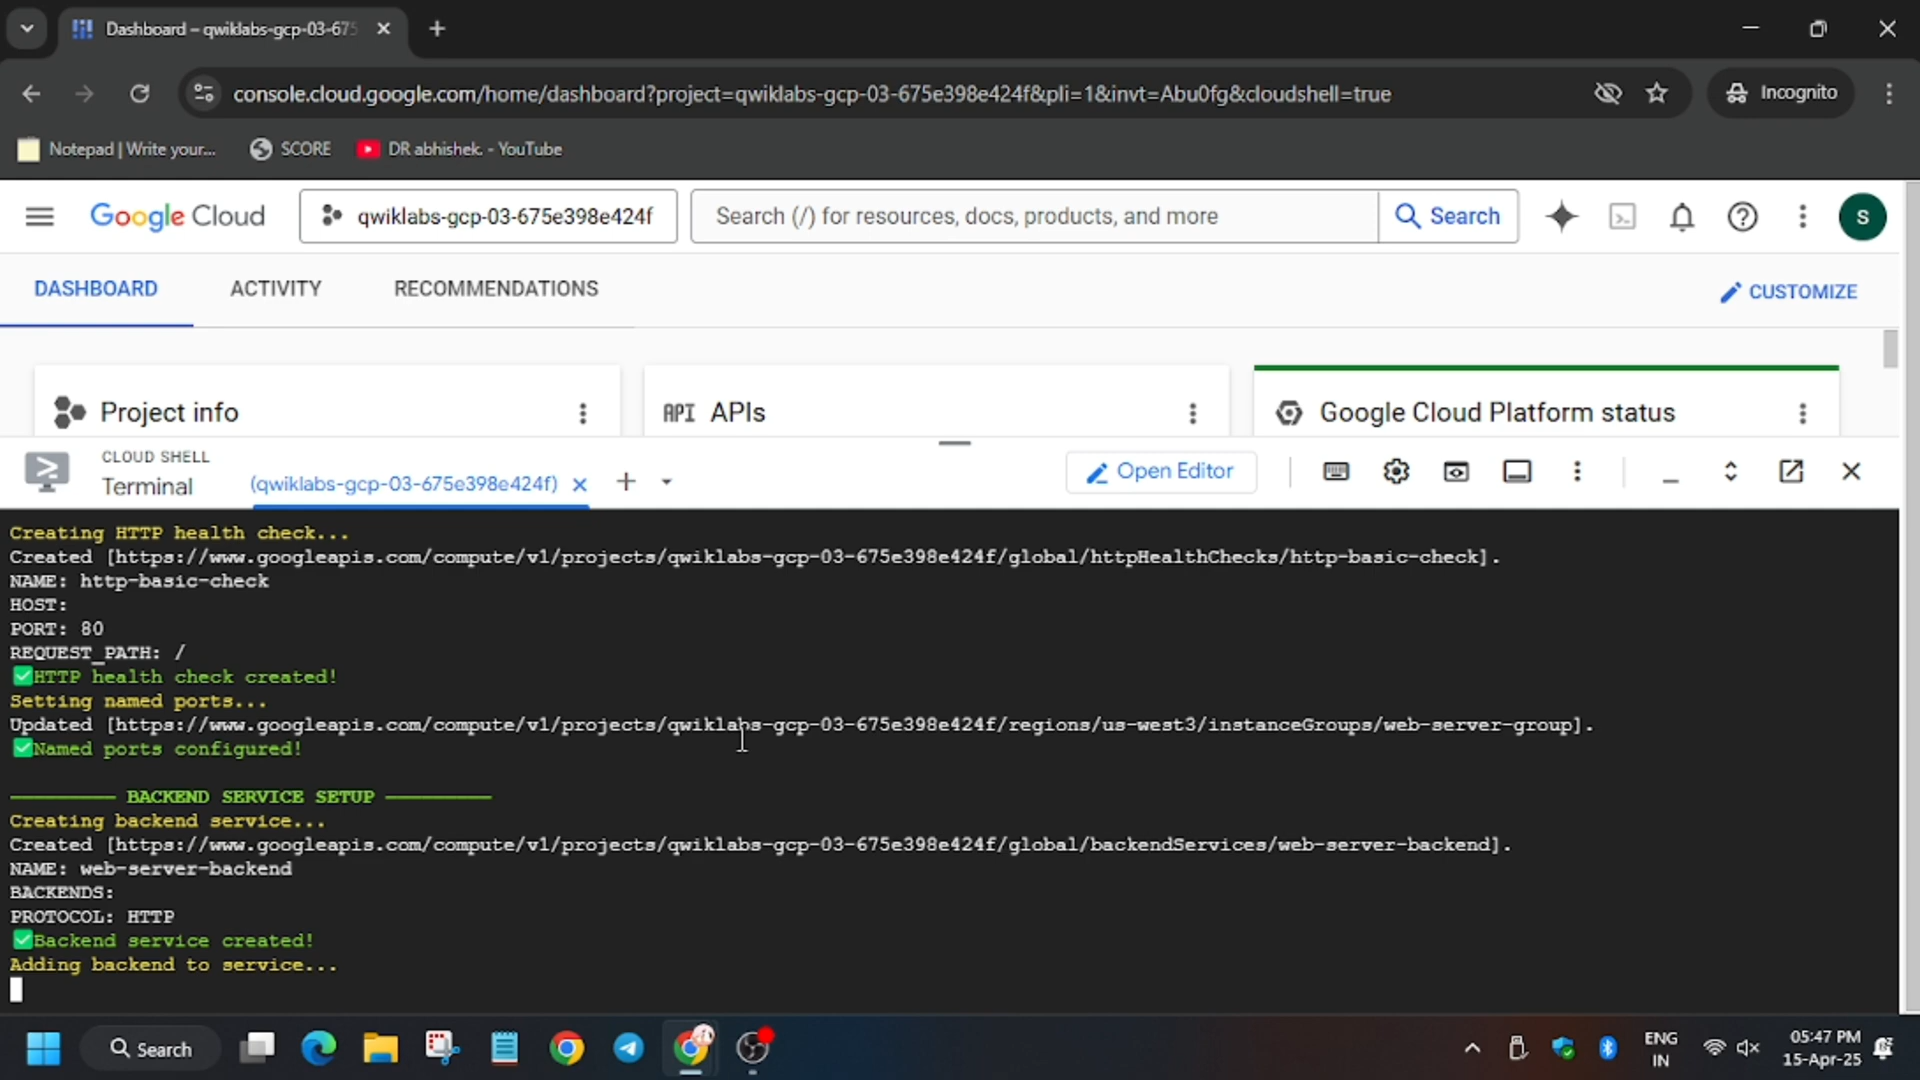 Dashboard – qwiklabs-gcp-03-675
console.cloud.google.com/home/dashboard?project=qwiklabs-gcp-03-675e398e424f&pli=1&invt=Abu0fg&cloudshell=true
Incognito
Notepad | Write your...
SCORE
DR abhishek. - YouTube
Google Cloud
qwiklabs-gcp-03-675e398e424f
Search (/) for resources, docs, products, and more
Search
S
DASHBOARD
ACTIVITY
RECOMMENDATIONS
CUSTOMIZE
Project info
API APIs
Google Cloud Platform status
CLOUD SHELL
Terminal
(qwiklabs-gcp-03-675e398e424f)
Open Editor
Creating HTTP health check...
Created [https://www.googleapis.com/compute/v1/projects/qwiklabs-gcp-03-675e398e424f/global/httpHealthChecks/http-basic-check].
NAME: http-basic-check
HOST:
PORT: 80
REQUEST_PATH: /
✅HTTP health check created!
Setting named ports...
Updated [https://www.googleapis.com/compute/v1/projects/qwiklabs-gcp-03-675e398e424f/regions/us-west3/instanceGroups/web-server-group].
✅Named ports configured!
───────── BACKEND SERVICE SETUP ─────────
Creating backend service...
Created [https://www.googleapis.com/compute/v1/projects/qwiklabs-gcp-03-675e398e424f/global/backendServices/web-server-backend].
NAME: web-server-backend
BACKENDS:
PROTOCOL: HTTP
✅Backend service created!
Adding backend to service...
Search
ENG
IN
05:47 PM
15-Apr-25